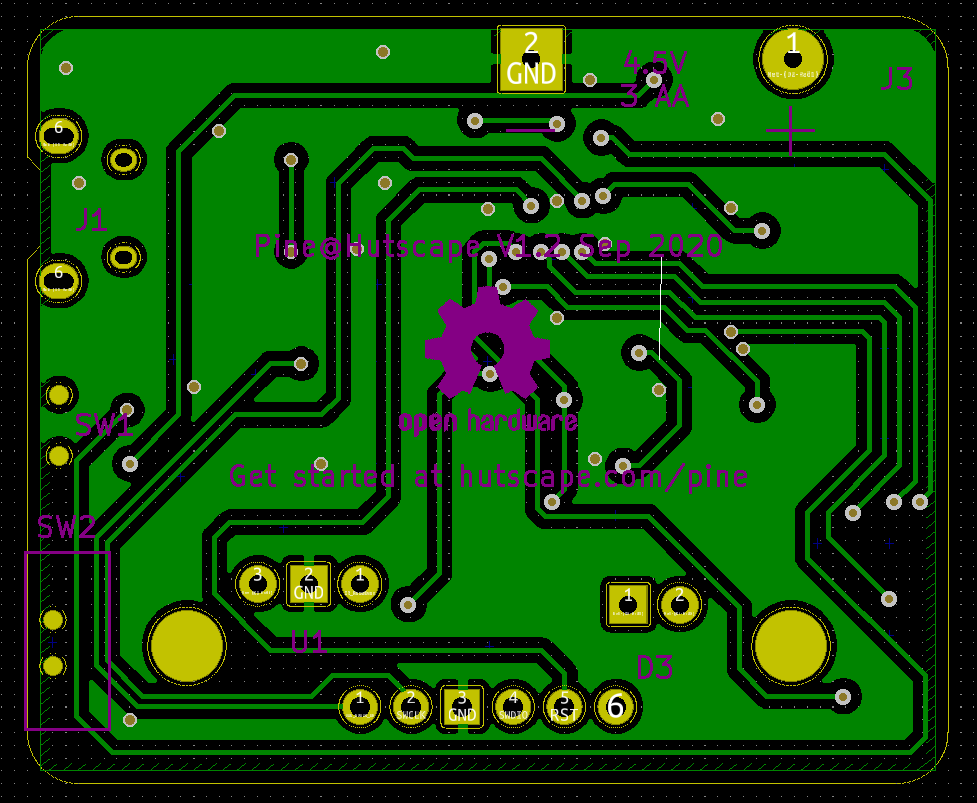 2
GND
4.5V
3 AA
1
J3
6
J1
Pine@Hutscape V1.2 Sep 2020
6
open hardware
SW1
Get started at hutscape.com/pine
SW2
3
2
GND
1
1
2
U1
D3
1
2
SWCLK
3
GND
4
SWDIO
5
RST
6